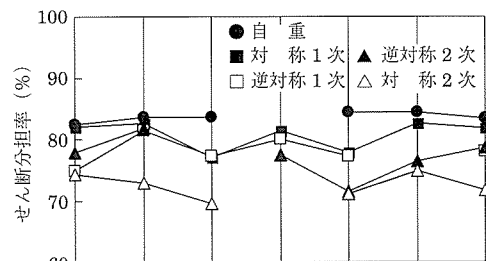 100
● 自 重
■ 対 称 1 次 ▲ 逆対称 2 次
□ 逆対称 1 次 △ 対 称 2 次
90
80
70
60
せん断分担率 (%)